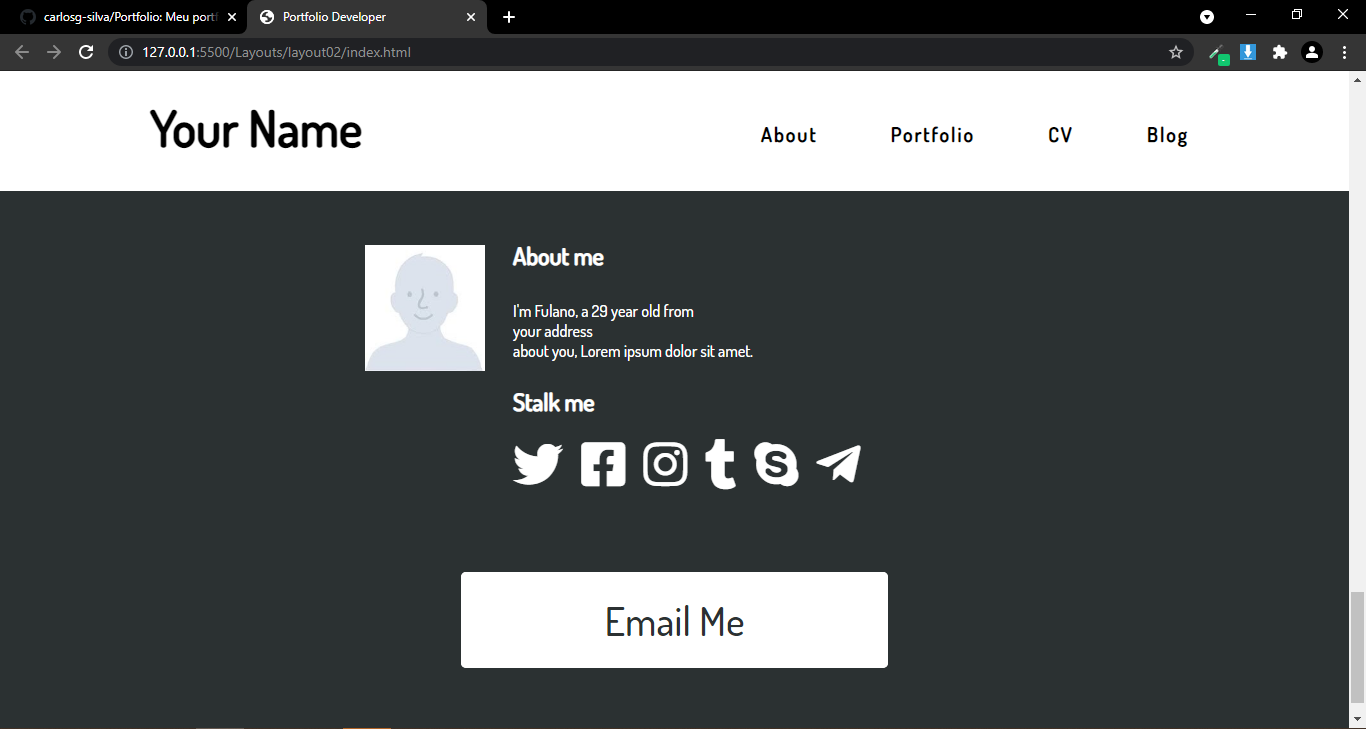 carlosg-silva/Portfolio: Meu portf
Portfolio Developer
127.0.0.1:5500/Layouts/layout02/index.html
Your Name
About
Portfolio
CV
Blog
About me
I'm Fulano, a 29 year old from
your address
about you, Lorem ipsum dolor sit amet.
Stalk me
Email Me